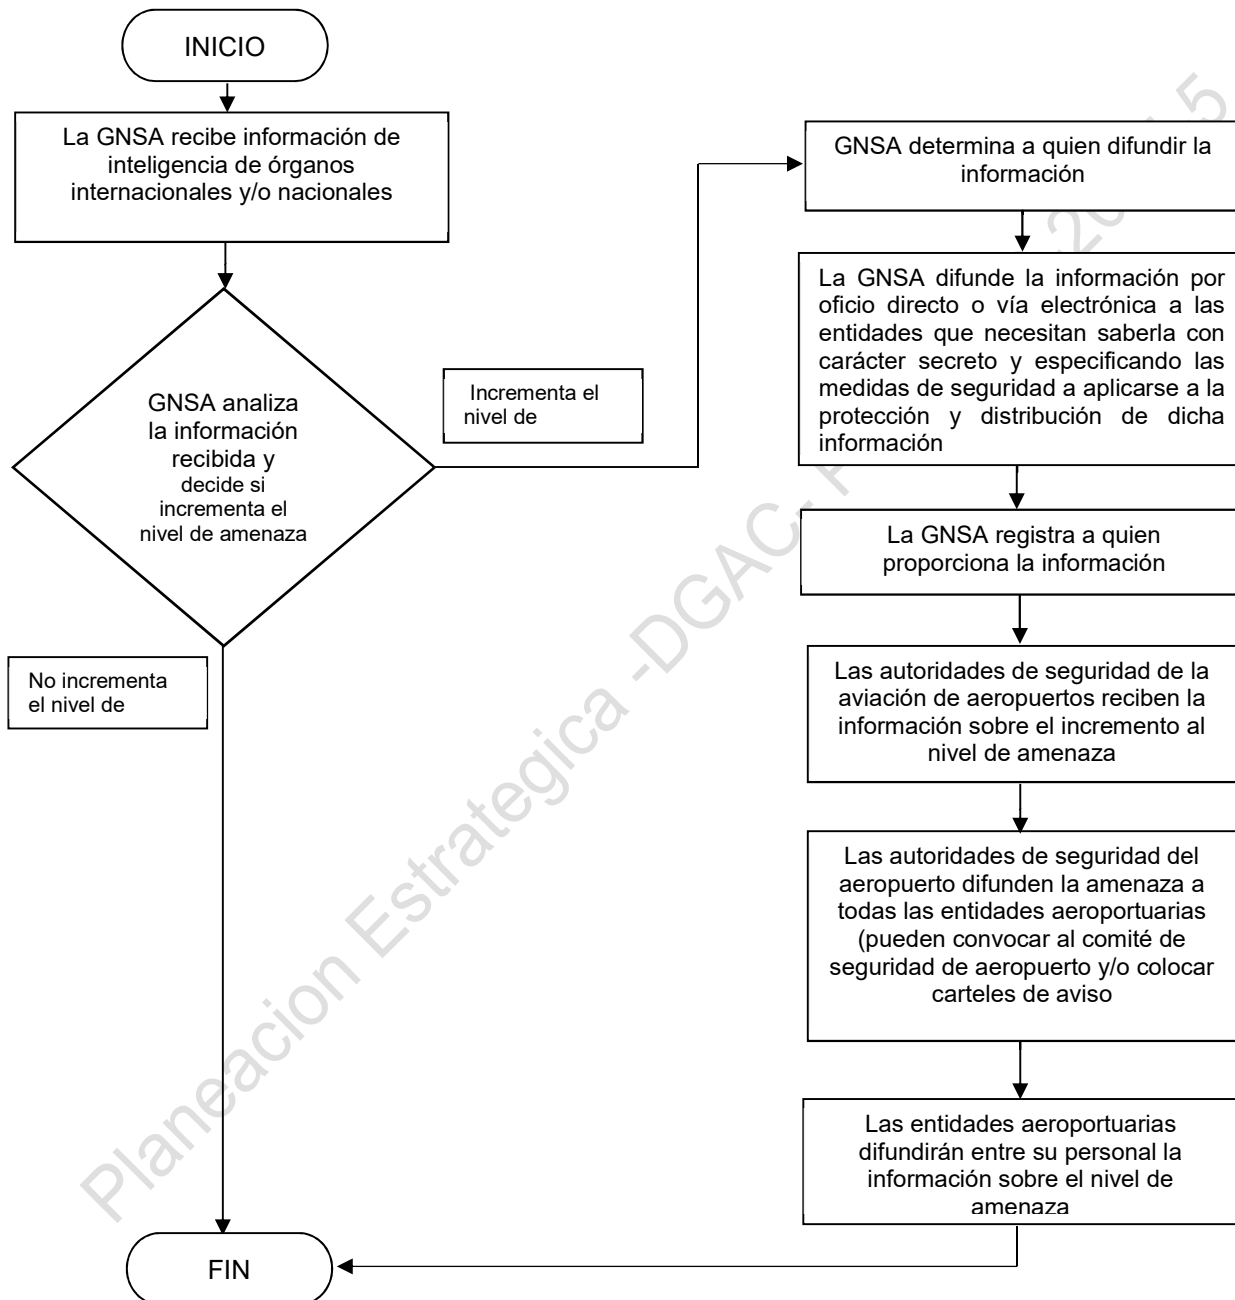 INICIO
La GNSA recibe información de
inteligencia de órganos
internacionales y/o nacionales
GNSA analiza
la información
recibida y
decide si
incrementa el
nivel de amenaza
Incrementa el
nivel de
No incrementa
el nivel de
GNSA determina a quien difundir la
información
La GNSA difunde la información por
oficio directo o vía electrónica a las
entidades que necesitan saberla con
carácter secreto y especificando las
medidas de seguridad a aplicarse a la
protección y distribución de dicha
información
La GNSA registra a quien
proporciona la información
Las autoridades de seguridad de la
aviación de aeropuertos reciben la
información sobre el incremento al
nivel de amenaza
Las autoridades de seguridad del
aeropuerto difunden la amenaza a
todas las entidades aeroportuarias
(pueden convocar al comité de
seguridad de aeropuerto y/o colocar
carteles de aviso
Las entidades aeroportuarias
difundirán entre su personal la
información sobre el nivel de
amenaza
FIN
Planeacion Estrategica -DGAC-